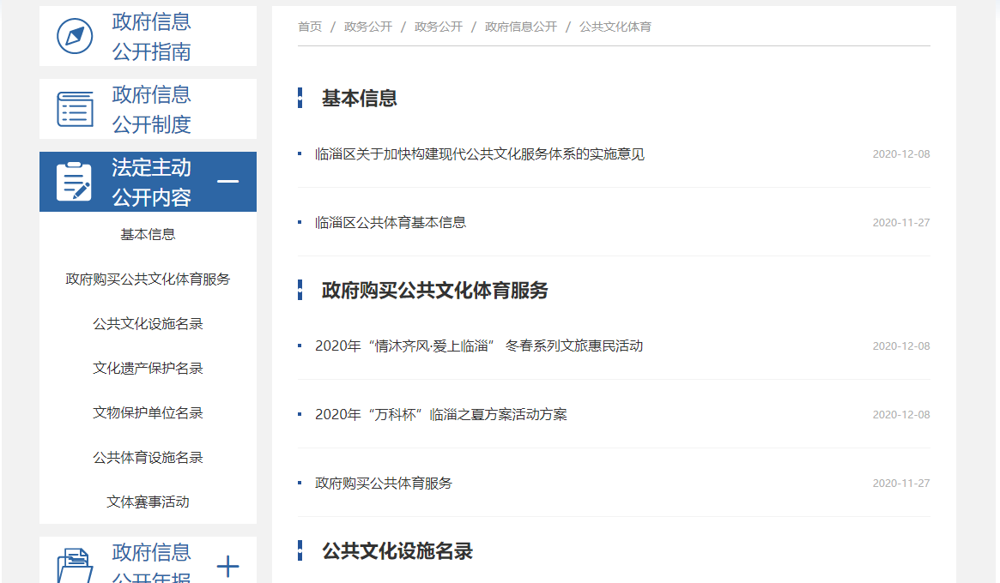 政府信息
公开指南
政府信息
公开制度
法定主动
公开内容
基本信息
政府购买公共文化体育服务
公共文化设施名录
文化遗产保护名录
文物保护单位名录
公共体育设施名录
文体赛事活动
政府信息
公开年报
首页 / 政务公开 / 政务公开 / 政府信息公开 / 公共文化体育
基本信息
临淄区关于加快构建现代公共文化服务体系的实施意见 2020-12-08
临淄区公共体育基本信息 2020-11-27
政府购买公共文化体育服务
2020年“情沐齐风·爱上临淄” 冬春系列文旅惠民活动 2020-12-08
2020年“万科杯”临淄之夏方案活动方案 2020-12-08
政府购买公共体育服务 2020-11-27
公共文化设施名录